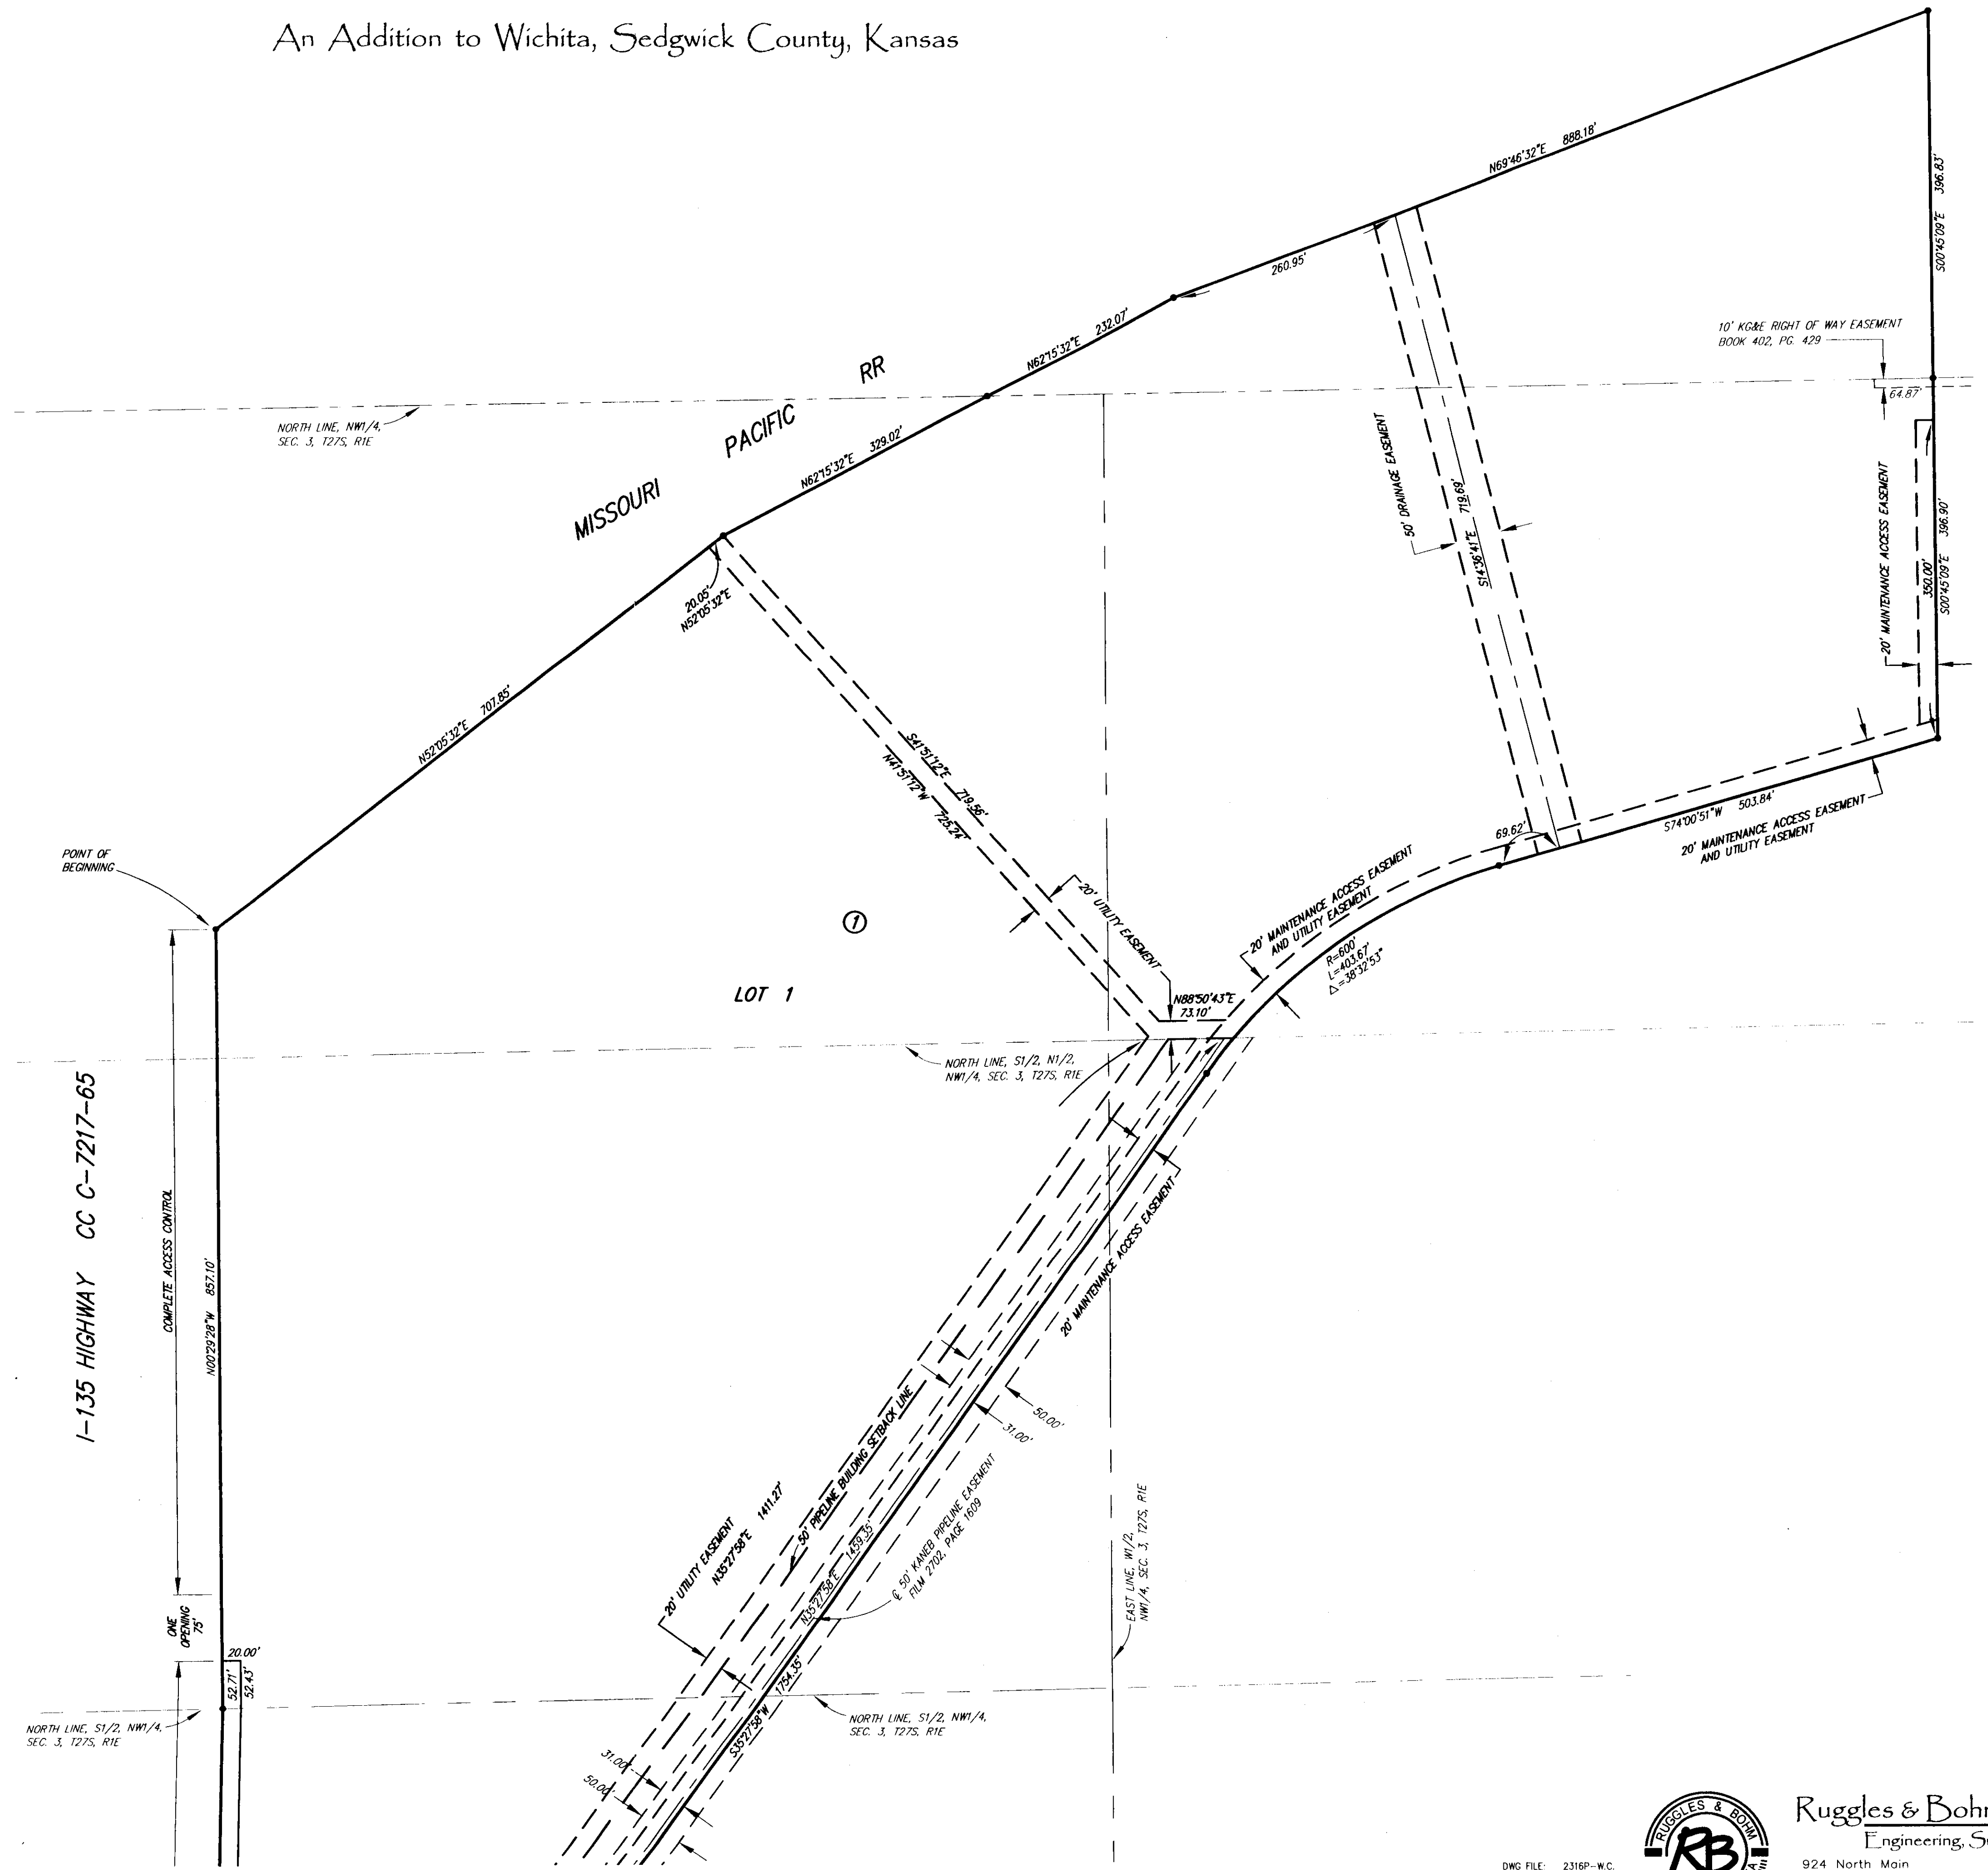 An Addition to Wichita, Sedgwick County, Kansas
N69°46'32"E 888.18'
S00°45'09"E 396.83'
260.95'
N62°15'32"E 232.07'
10' KG&E RIGHT OF WAY EASEMENT
BOOK 402, PG. 429
64.87'
NORTH LINE, NW1/4,
SEC. 3, T27S, R1E
MISSOURI PACIFIC RR
N62°15'32"E 329.02'
50' DRAINAGE EASEMENT
S14°36'41"E 719.69'
20' MAINTENANCE ACCESS EASEMENT
350.00'
S00°45'09"E 396.90'
20.05'
N52°05'32"E
N52°05'32"E 707.85'
S41°51'12"E 719.56'
N41°51'12"W 725.24'
POINT OF
BEGINNING
69.62'
S74°00'51"W 503.84'
20' MAINTENANCE ACCESS EASEMENT
AND UTILITY EASEMENT
20' MAINTENANCE ACCESS EASEMENT
AND UTILITY EASEMENT
R=600'
L=403.67'
Δ=38°32'53"
20' UTILITY EASEMENT
1
LOT 1
N88°50'43"E
73.10'
NORTH LINE, S1/2, N1/2,
NW1/4, SEC. 3, T27S, R1E
I-135 HIGHWAY CC C-7217-65
COMPLETE ACCESS CONTROL
N00°29'28"W 857.10'
20' MAINTENANCE ACCESS EASEMENT
50.00'
31.00'
50' PIPELINE BUILDING SETBACK LINE
20' UTILITY EASEMENT
N35°27'58"E 1411.27'
N35°27'58"E 1459.35'
℄ 50' KANEB PIPELINE EASEMENT
FILM 2702, PAGE 1609
EAST LINE, W1/2,
NW1/4, SEC. 3, T27S, R1E
ONE
OPENING
75'
20.00'
52.71'
52.43'
S35°27'58"W 1754.35'
NORTH LINE, S1/2, NW1/4,
SEC. 3, T27S, R1E
NORTH LINE, S1/2, NW1/4,
SEC. 3, T27S, R1E
31.00'
50.00'
RUGGLES & BOHM
RB
Ruggles & Bohm
Engineering, S
924 North Main
DWG FILE: 2316P-W.C.